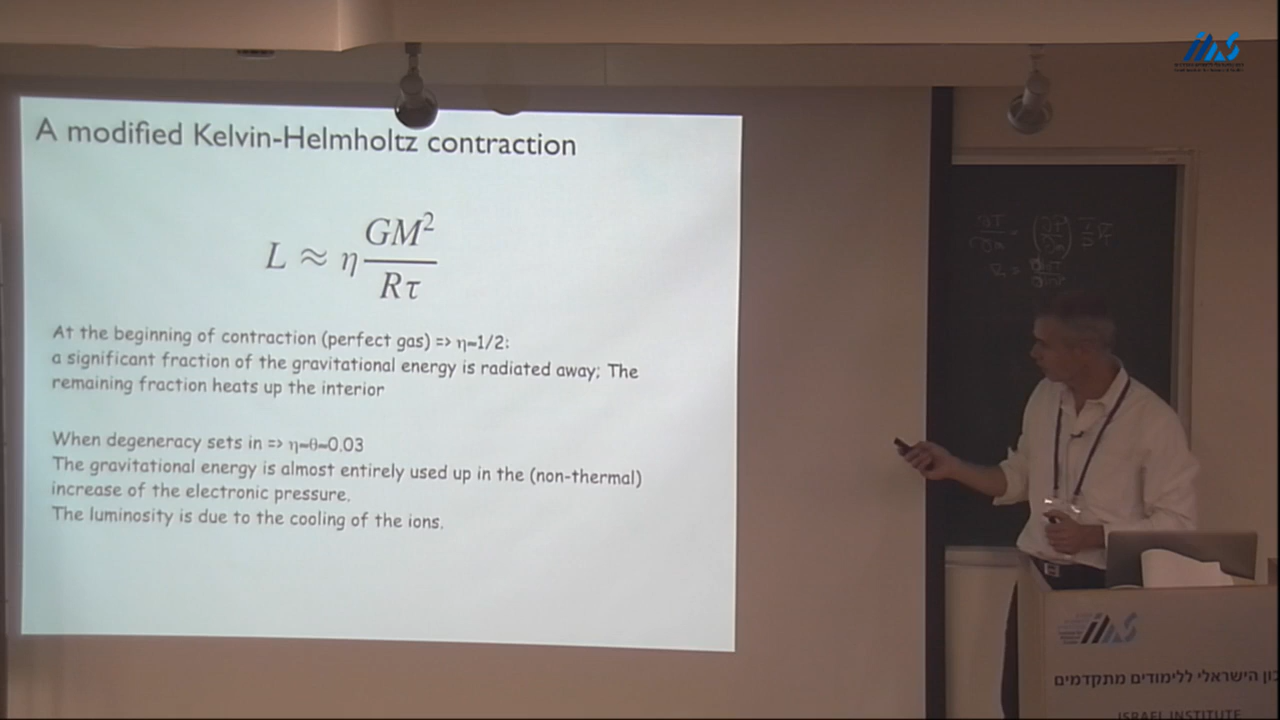 A modified Kelvin-Helmholtz contraction
L ≈ η GM² / Rτ
At the beginning of contraction (perfect gas) => η=1/2:
a significant fraction of the gravitational energy is radiated away; The
remaining fraction heats up the interior
When degeneracy sets in => η=θ=0.03
The gravitational energy is almost entirely used up in the (non-thermal)
increase of the electronic pressure.
The luminosity is due to the cooling of the ions.
הישראלי ללימודים מתקדמים
ISRAEL INSTITUTE